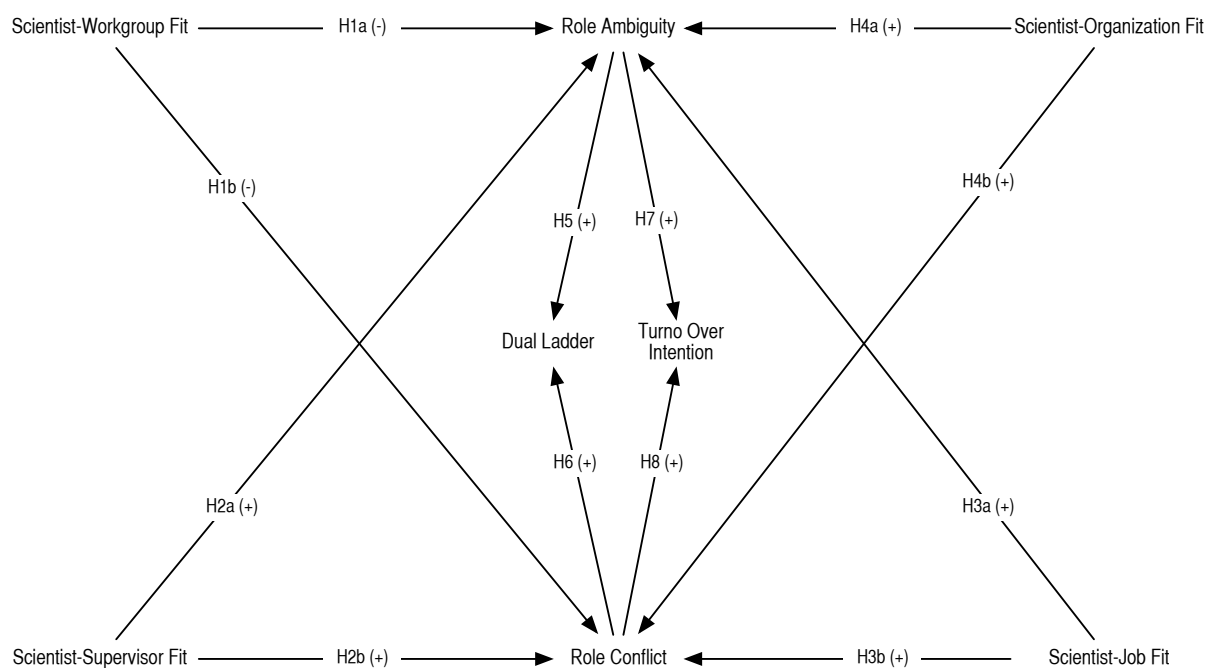 Scientist-Workgroup Fit
H1a (-)
Role Ambiguity
H4a (+)
Scientist-Organization Fit
H1b (-)
H4b (+)
H5 (+)
H7 (+)
Dual Ladder
Turno Over
Intention
H6 (+)
H8 (+)
H2a (+)
H3a (+)
Scientist-Supervisor Fit
H2b (+)
Role Conflict
H3b (+)
Scientist-Job Fit